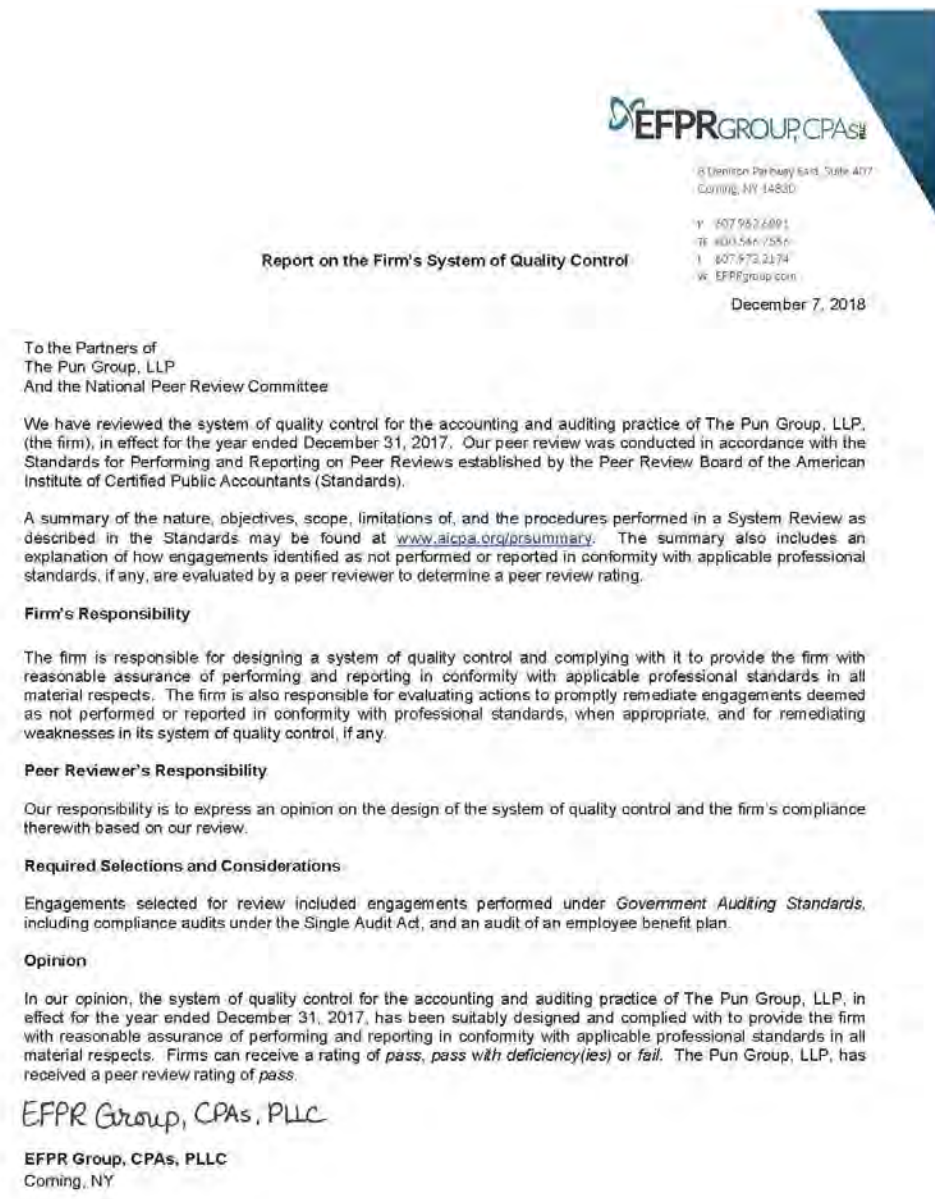 EFPRGROUP, CPAs PLLC
8 Denison Parkway East, Suite 407
Corning, NY 14830
F 607.973.2174
W EFPRgroup.com
Report on the Firm's System of Quality Control
December 7, 2018
To the Partners of
The Pun Group, LLP
And the National Peer Review Committee
We have reviewed the system of quality control for the accounting and auditing practice of The Pun Group, LLP,
(the firm), in effect for the year ended December 31, 2017. Our peer review was conducted in accordance with the
Standards for Performing and Reporting on Peer Reviews established by the Peer Review Board of the American
Institute of Certified Public Accountants (Standards).
A summary of the nature, objectives, scope, limitations of, and the procedures performed in a System Review as
described in the Standards may be found at www.aicpa.org/prsummary. The summary also includes an
explanation of how engagements identified as not performed or reported in conformity with applicable professional
standards, if any, are evaluated by a peer reviewer to determine a peer review rating.
Firm's Responsibility
The firm is responsible for designing a system of quality control and complying with it to provide the firm with
reasonable assurance of performing and reporting in conformity with applicable professional standards in all
material respects. The firm is also responsible for evaluating actions to promptly remediate engagements deemed
as not performed or reported in conformity with professional standards, when appropriate, and for remediating
weaknesses in its system of quality control, if any.
Peer Reviewer's Responsibility
Our responsibility is to express an opinion on the design of the system of quality control and the firm's compliance
therewith based on our review.
Required Selections and Considerations
Engagements selected for review included engagements performed under Government Auditing Standards,
including compliance audits under the Single Audit Act, and an audit of an employee benefit plan.
Opinion
In our opinion, the system of quality control for the accounting and auditing practice of The Pun Group, LLP, in
effect for the year ended December 31, 2017, has been suitably designed and complied with to provide the firm
with reasonable assurance of performing and reporting in conformity with applicable professional standards in all
material respects. Firms can receive a rating of pass, pass with deficiency(ies) or fail. The Pun Group, LLP, has
received a peer review rating of pass.
EFPR Group, CPAs, PLLC
EFPR Group, CPAs, PLLC
Corning, NY